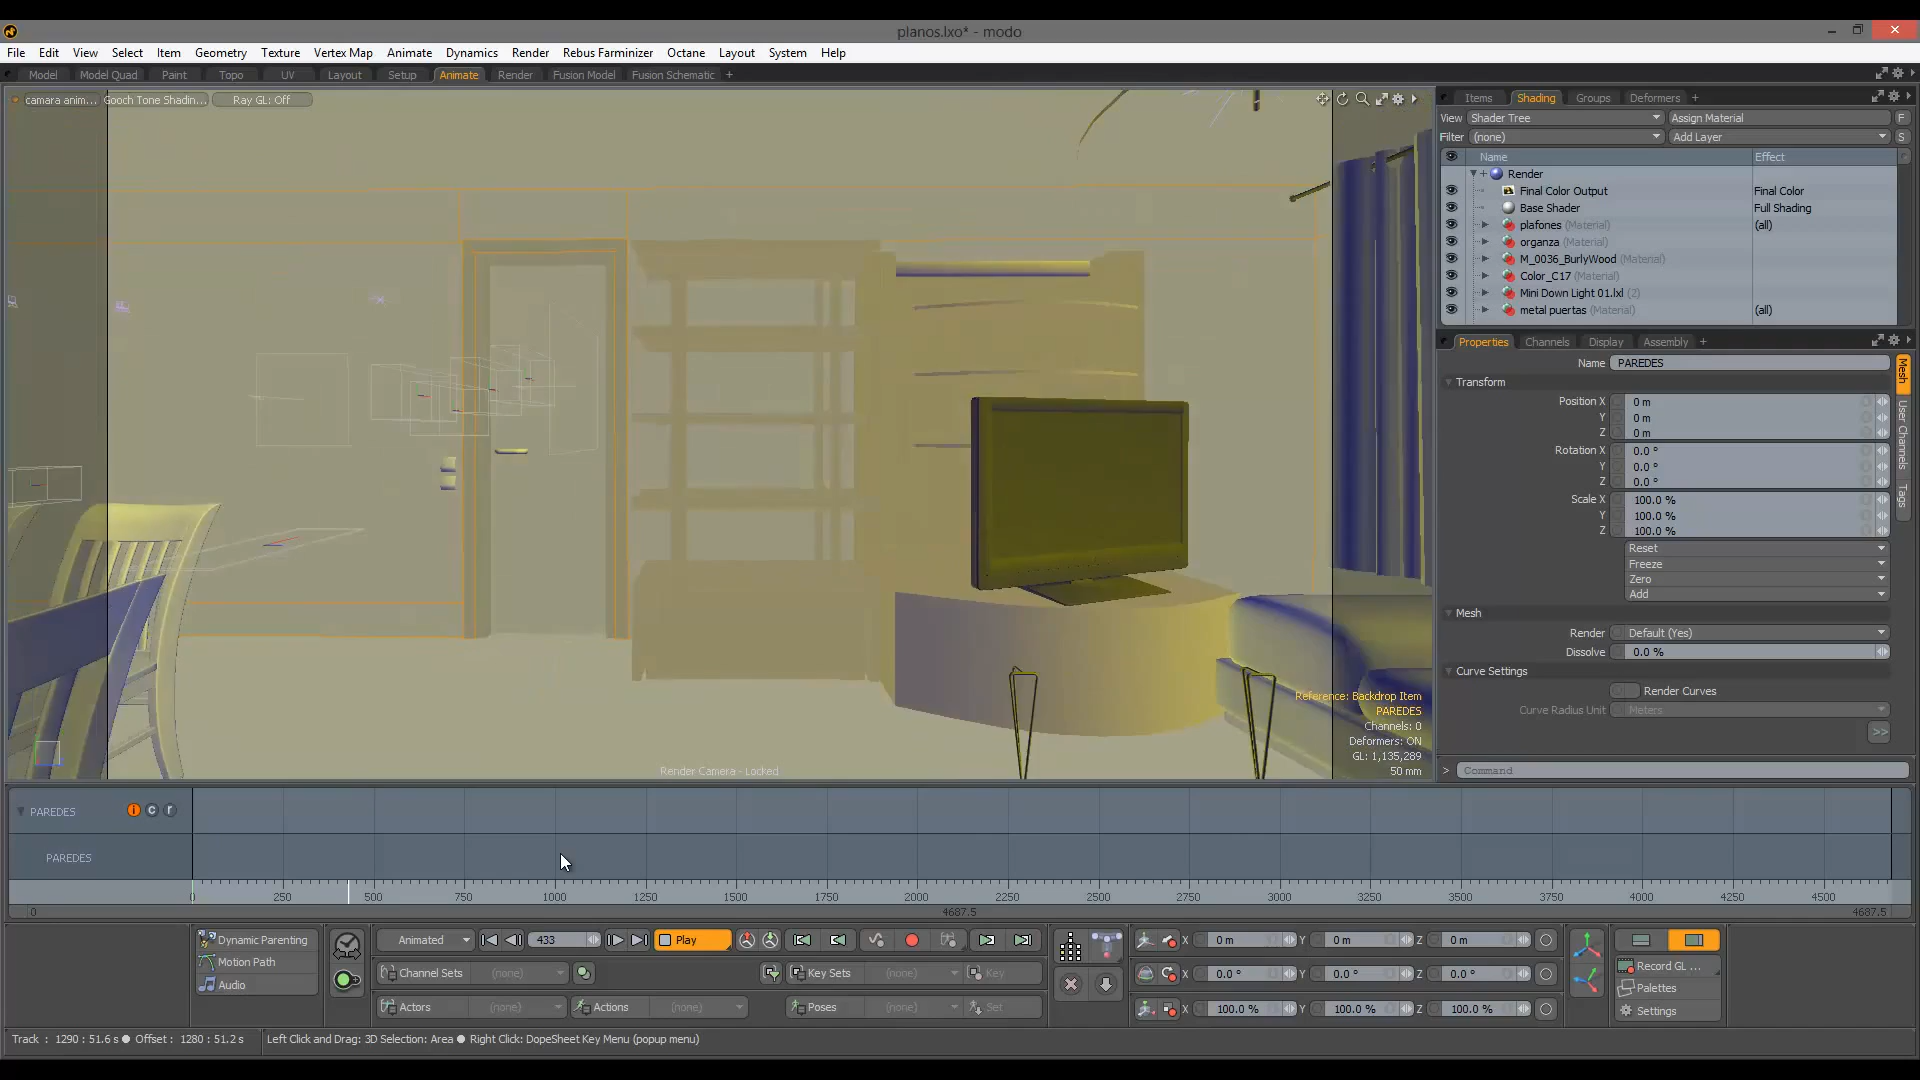 planos.lxo* - modo
File Edit View Select Item Geometry Texture Vertex Map Animate Dynamics Render Rebus Farminizer Octane Layout System Help
Model Model Quad Paint Topo UV Layout Setup Animate Render Fusion Model Fusion Schematic +
camara anim... Gooch Tone Shadin... Ray GL: Off
Items Shading Groups Deformers +
View Shader Tree Assign Material F
Filter (none) Add Layer S
Name Effect
Render
Final Color Output Final Color
Base Shader Full Shading
plafones (Material) (all)
organza (Material)
M_0036_BurlyWood (Material)
Color_C17 (Material)
Mini Down Light 01.lxl (2)
metal puertas (Material) (all)
Properties Channels Display Assembly +
Name PAREDES
Transform
Position X 0 m
Y 0 m
Z 0 m
Rotation X 0.0 °
Y 0.0 °
Z 0.0 °
Scale X 100.0 %
Y 100.0 %
Z 100.0 %
Reset
Freeze
Zero
Add
Mesh
Render Default (Yes)
Dissolve 0.0 %
Curve Settings
Render Curves
Curve Radius Unit Meters
>>
Mesh
User Channels
Tags
> Command
Reference: Backdrop Item
PAREDES
Channels: 0
Deformers: ON
GL: 1,135,289
50 mm
Render Camera - Locked
PAREDES i c r
PAREDES
0 250 500 750 1000 1250 1500 1750 2000 2250 2500 2750 3000 3250 3500 3750 4000 4250 4500
0 4687.5 4687.5
Dynamic Parenting
Motion Path
Audio
Animated 433 Play
Channel Sets (none) Key Sets (none) Key
Actors (none) Actions (none) Poses (none) Set
X 0 m Y 0 m Z 0 m
X 0.0 ° Y 0.0 ° Z 0.0 °
X 100.0 % Y 100.0 % Z 100.0 %
Record GL ...
Palettes
Settings
Track : 1290 : 51.6 s Offset : 1280 : 51.2 s Left Click and Drag: 3D Selection: Area Right Click: DopeSheet Key Menu (popup menu)